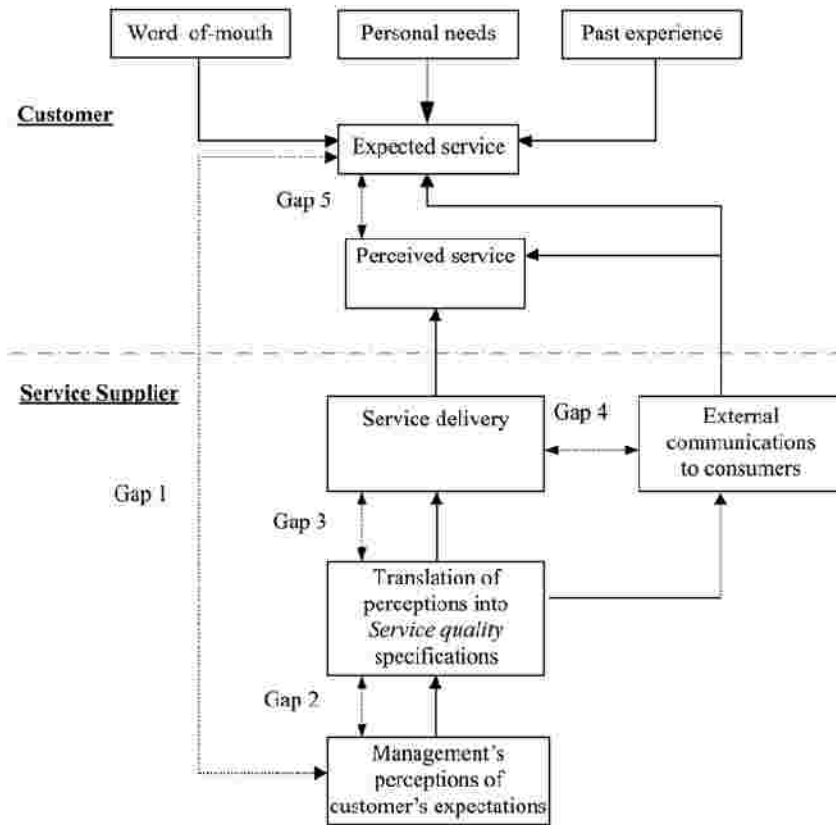 Word of-mouth
Personal needs
Past experience
Customer
Expected service
Gap 5
Perceived service
Service Supplier
Service delivery
Gap 4
External
communications
to consumers
Gap 1
Gap 3
Translation of
perceptions into
Service quality
specifications
Gap 2
Management's
perceptions of
customer's expectations